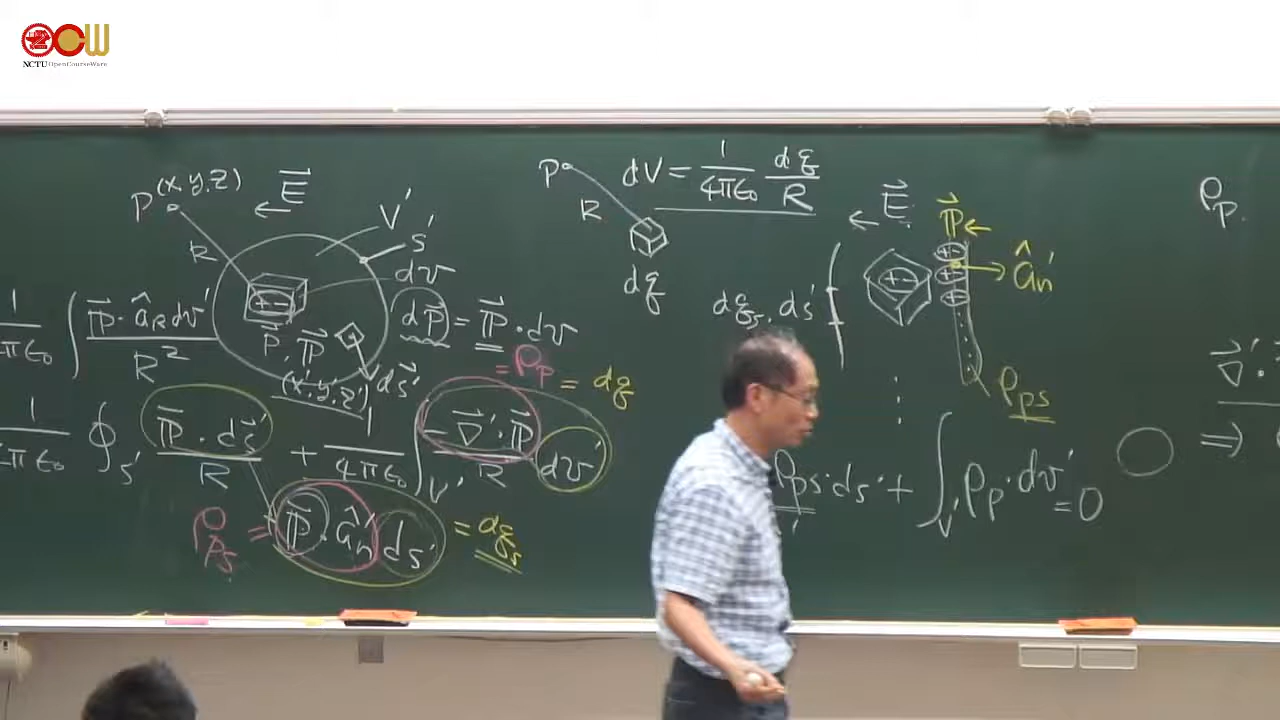 OCW
NCTU OpenCourseWare
P (x,y,z)
R
E⃗
V'
s'
dv
p⃗, P⃗
(x',y',z')
ds⃗'
dp⃗ = P⃗ · dv
1/4πε₀ ∫ P⃗ · âR dv' / R²
1/4πε₀ ∮s' P⃗ · ds⃗' / R + 1/4πε₀ ∫V' -∇⃗' · P⃗ / R dv'
= ρp = dq
ρps = P⃗ · ân' ds' = dqs
P
R
dq
dV = 1/4πε₀ dq/R
E⃗
P⃗ ←
ân'
dqs, ds'
ρps
ρps · ds' + ∫V' ρp · dv' = 0
ρp
∇⃗' ·
⇒